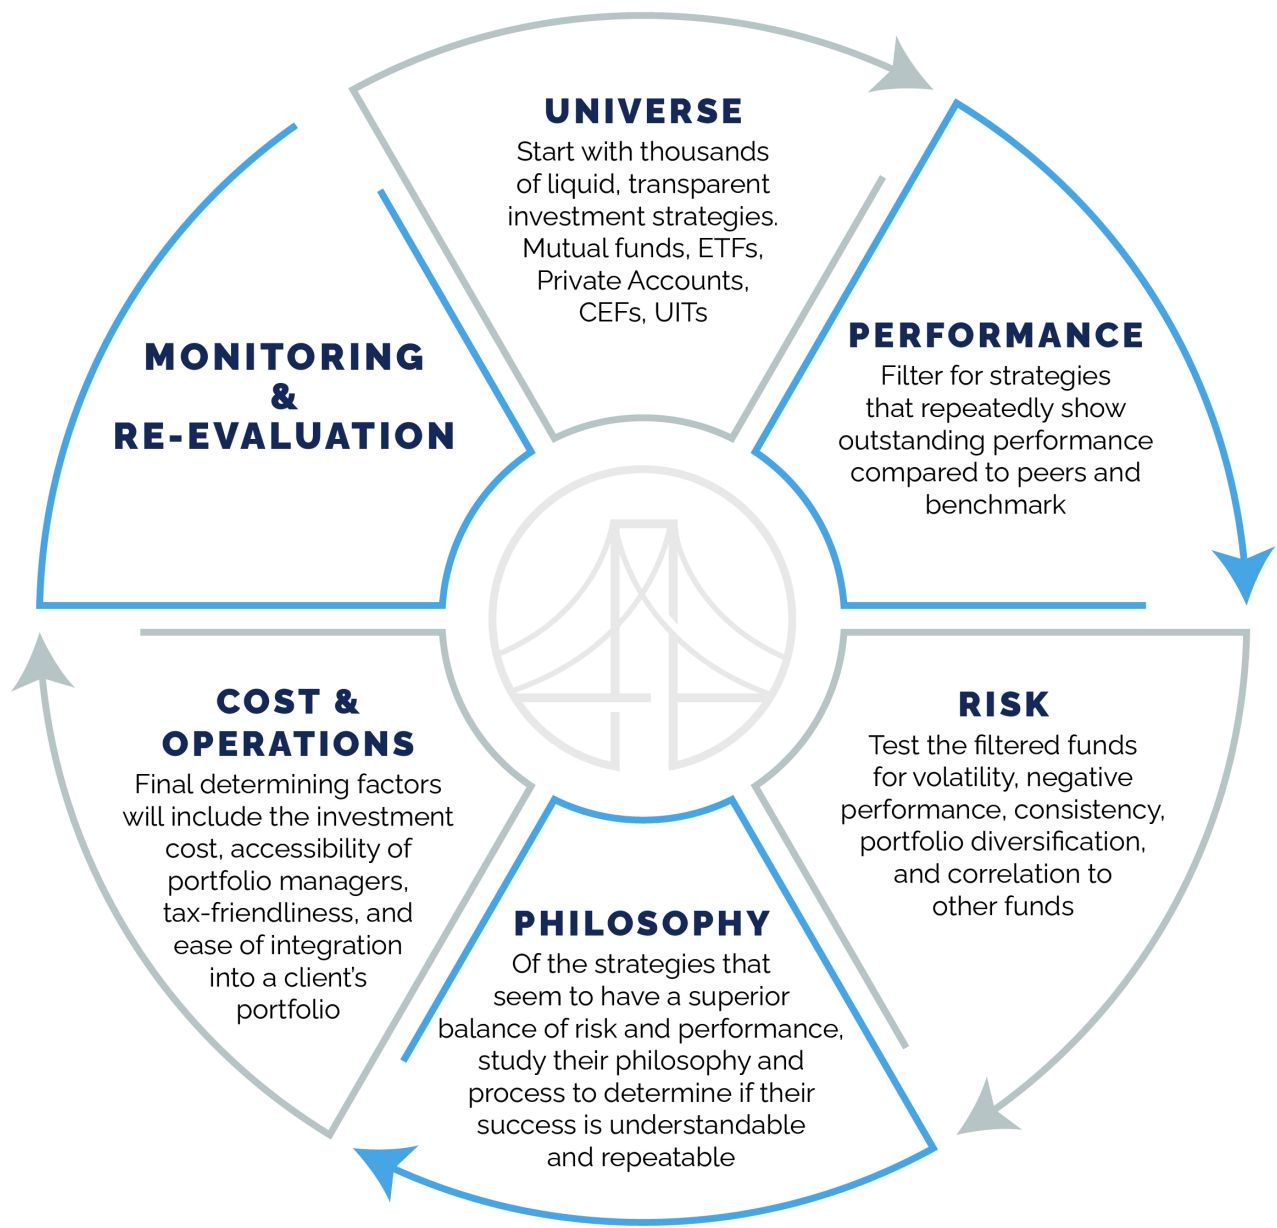 UNIVERSE
Start with thousands
of liquid, transparent
investment strategies.
Mutual funds, ETFs,
Private Accounts,
CEFs, UITs
PERFORMANCE
Filter for strategies
that repeatedly show
outstanding performance
compared to peers and
benchmark
RISK
Test the filtered funds
for volatility, negative
performance, consistency,
portfolio diversification,
and correlation to
other funds
PHILOSOPHY
Of the strategies that
seem to have a superior
balance of risk and performance,
study their philosophy and
process to determine if their
success is understandable
and repeatable
COST &
OPERATIONS
Final determining factors
will include the investment
cost, accessibility of
portfolio managers,
tax-friendliness, and
ease of integration
into a client's
portfolio
MONITORING
&
RE-EVALUATION